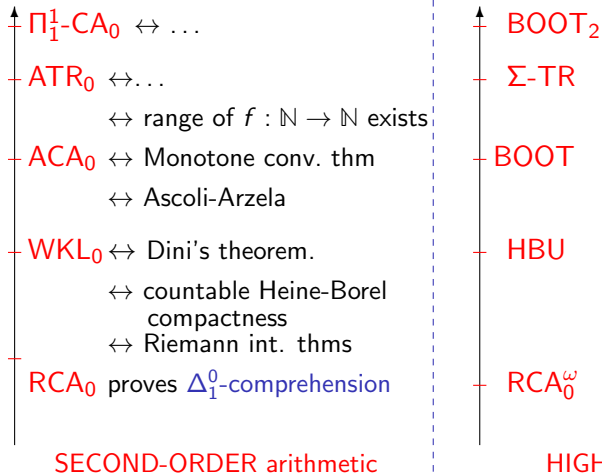 Π¹₁-CA₀ ↔ ... BOOT₂
ATR₀ ↔... Σ-TR
↔ range of f : ℕ → ℕ exists
ACA₀ ↔ Monotone conv. thm BOOT
↔ Ascoli-Arzela
WKL₀ ↔ Dini's theorem. HBU
↔ countable Heine-Borel
compactness
↔ Riemann int. thms
RCA₀ proves Δ⁰₁-comprehension RCA₀^ω
SECOND-ORDER arithmetic HIGH